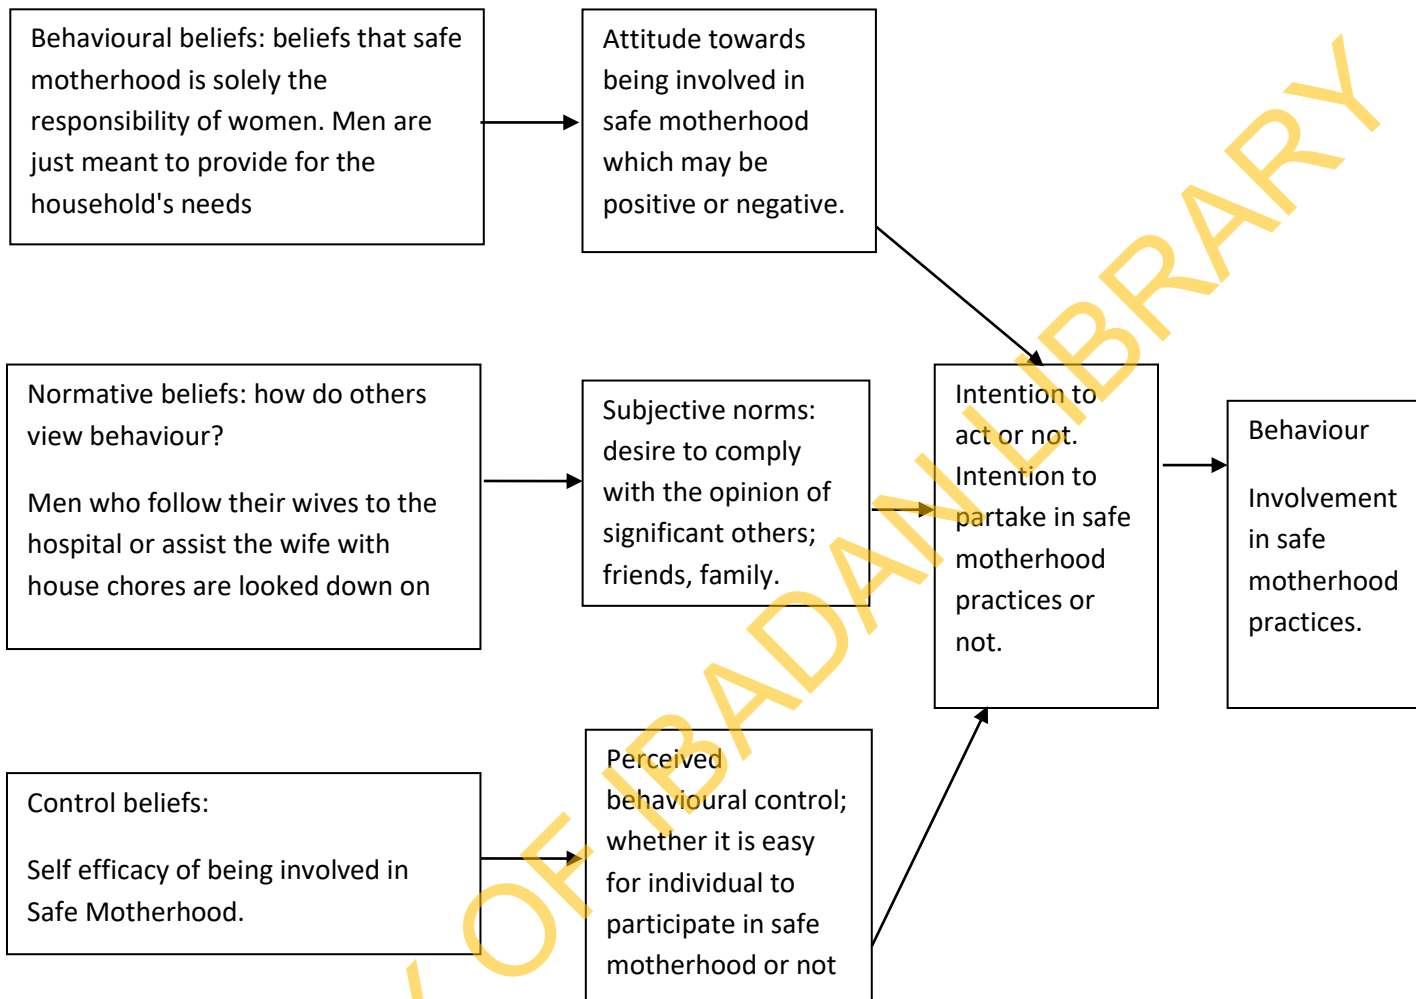 Behavioural beliefs: beliefs that safe
motherhood is solely the
responsibility of women. Men are
just meant to provide for the
household's needs
Attitude towards
being involved in
safe motherhood
which may be
positive or negative.
Normative beliefs: how do others
view behaviour?
Men who follow their wives to the
hospital or assist the wife with
house chores are looked down on
Subjective norms:
desire to comply
with the opinion of
significant others;
friends, family.
Intention to
act or not.
Intention to
partake in safe
motherhood
practices or
not.
Behaviour
Involvement
in safe
motherhood
practices.
Control beliefs:
Self efficacy of being involved in
Safe Motherhood.
Perceived
behavioural control;
whether it is easy
for individual to
participate in safe
motherhood or not
Y OF IBADAN LIBRARY